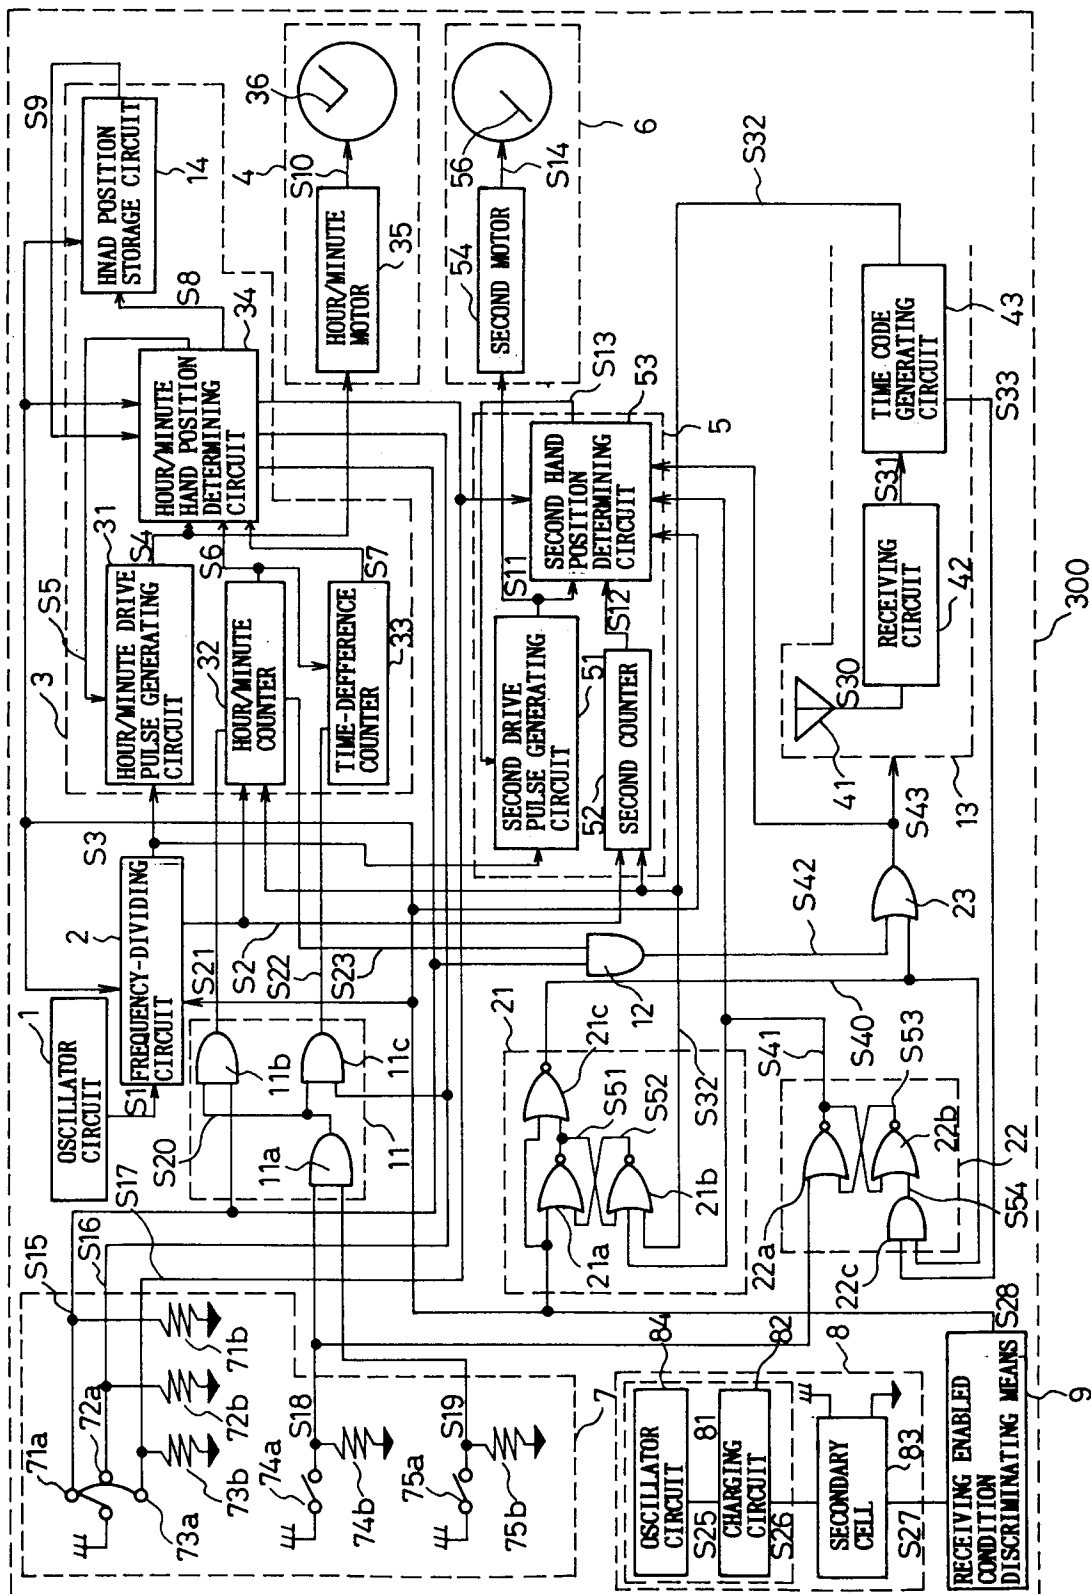 OSCILLATOR
CIRCUIT
1
S1
FREQUENCY-DIVIDING
CIRCUIT
2
S3
3
S5
HOUR/MINUTE DRIVE
PULSE GENERATING
CIRCUIT
31
S4
HOUR/MINUTE
COUNTER
32
S6
TIME-DEFFERENCE
COUNTER
33
S7
HOUR/MINUTE
HAND POSITION
DETERMINING
CIRCUIT
34
S8
HNAD POSITION
STORAGE CIRCUIT
14
S9
HOUR/MINUTE
MOTOR
35
S10
36
4
S15
S16
S17
71a
72a
73a
71b
72b
73b
74a
S18
74b
75a
S19
75b
7
S20
S21
S2
S22
S23
11a
11b
11c
11
SECOND DRIVE
PULSE GENERATING
CIRCUIT
51
S11
SECOND COUNTER
52
S12
SECOND HAND
POSITION
DETERMINING
CIRCUIT
53
S13
5
SECOND MOTOR
54
S14
56
6
12
S42
21
21a
21b
21c
S51
S52
S32
S40
S41
22a
22b
22c
22
S53
S54
23
S43
13
41
S30
RECEIVING
CIRCUIT
42
S31
TIME CODE
GENERATING
CIRCUIT
43
S32
S33
OSCILLATOR
CIRCUIT
84
S25
81
CHARGING
CIRCUIT
82
S26
SECONDARY
CELL
83
S27
8
RECEIVING ENABLED
CONDITION
DISCRIMINATING MEANS
S28
9
300